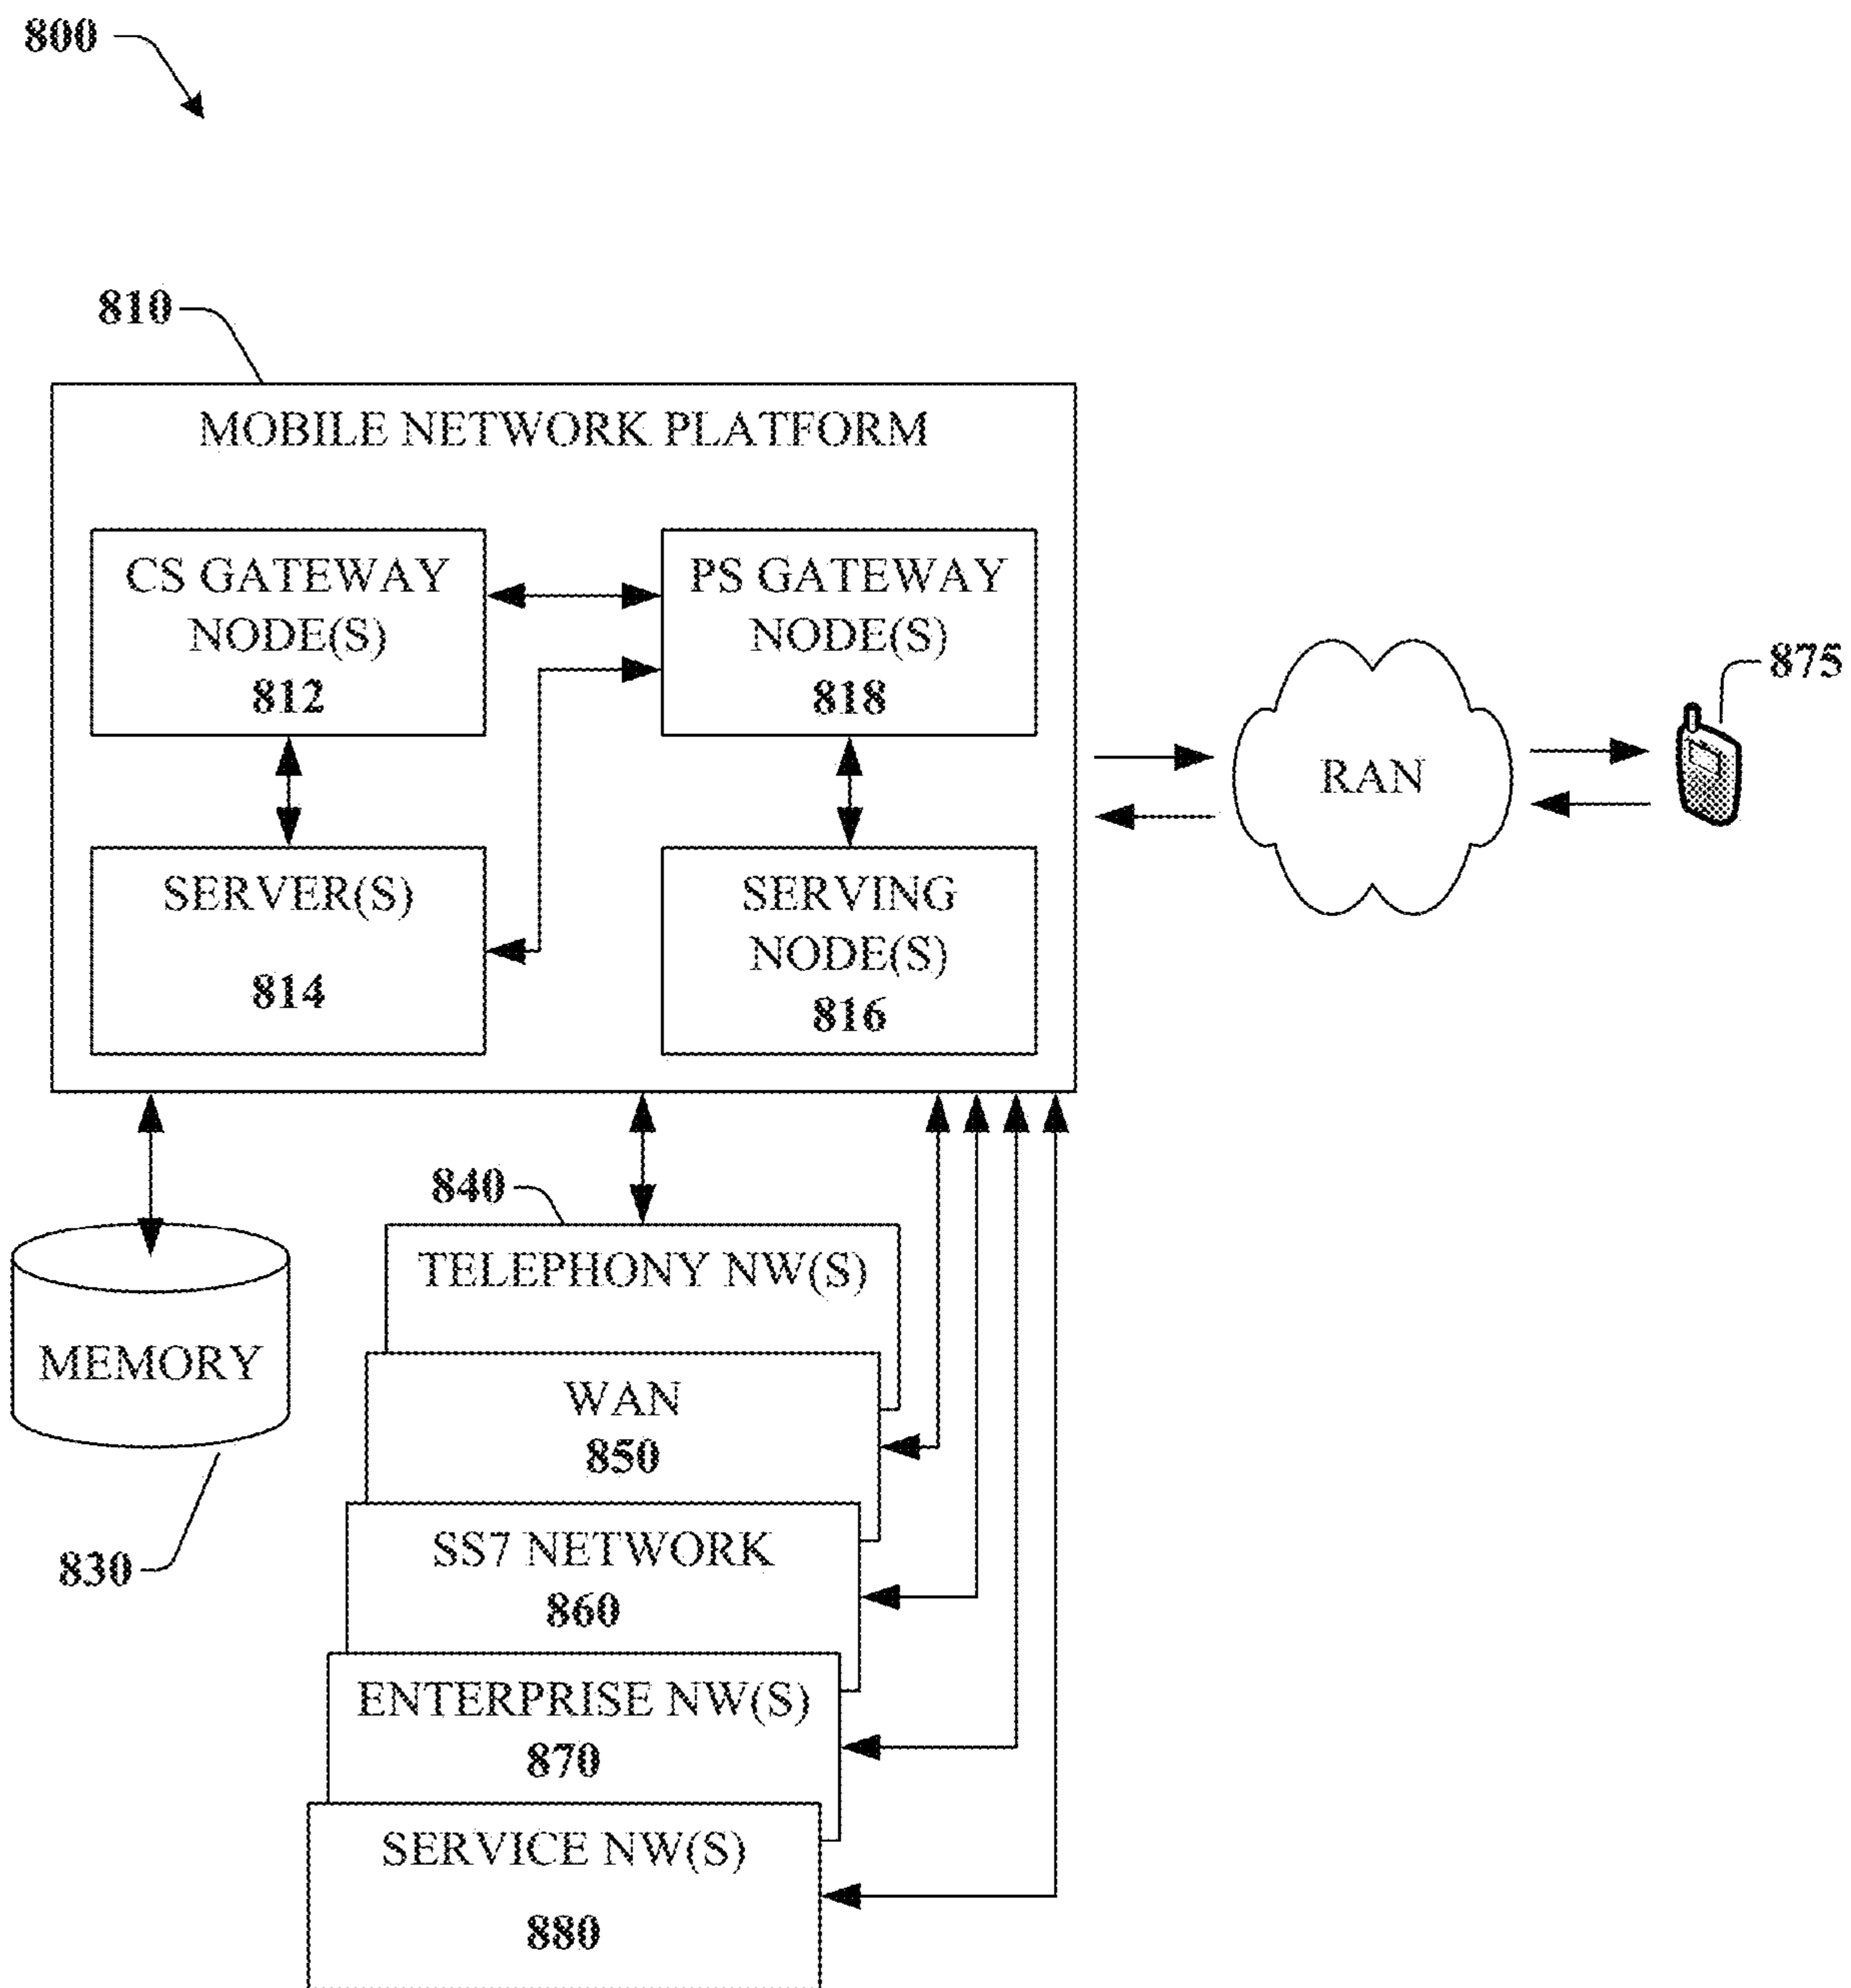 800
810
MOBILE NETWORK PLATFORM
CS GATEWAY
NODE(S)
812
PS GATEWAY
NODE(S)
818
SERVER(S)
814
SERVING
NODE(S)
816
RAN
875
840
TELEPHONY NW(S)
MEMORY
830
WAN
850
SS7 NETWORK
860
ENTERPRISE NW(S)
870
SERVICE NW(S)
880